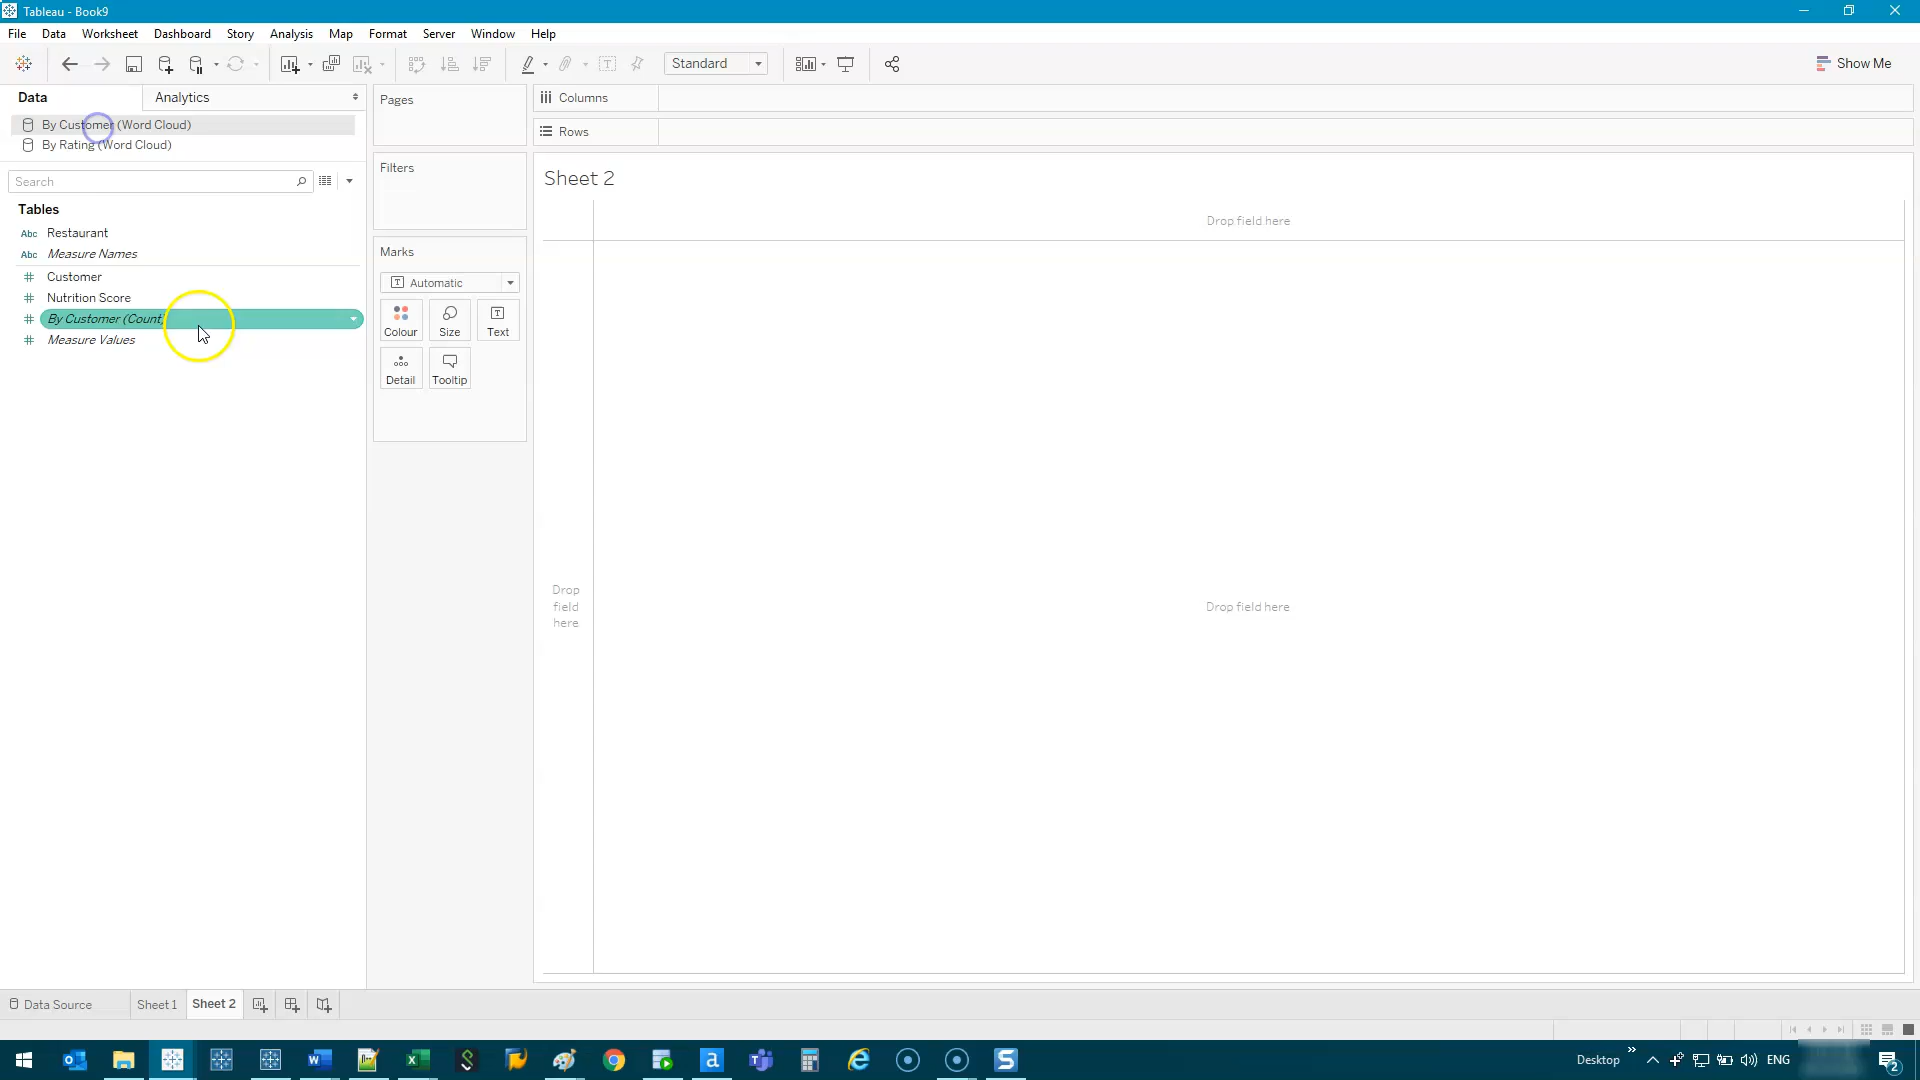 Tableau - Book9
File Data Worksheet Dashboard Story Analysis Map Format Server Window Help
Standard
Show Me
Data Analytics
By Customer (Word Cloud)
By Rating (Word Cloud)
Search
Tables
Abc Restaurant
Abc Measure Names
Customer
Nutrition Score
By Customer (Count)
Measure Values
Pages
Filters
Marks
Automatic
Colour Size Text
Detail Tooltip
Columns
Rows
Sheet 2
Drop field here
Drop
field
here
Drop field here
Data Source Sheet 1 Sheet 2
Desktop » ENG 2